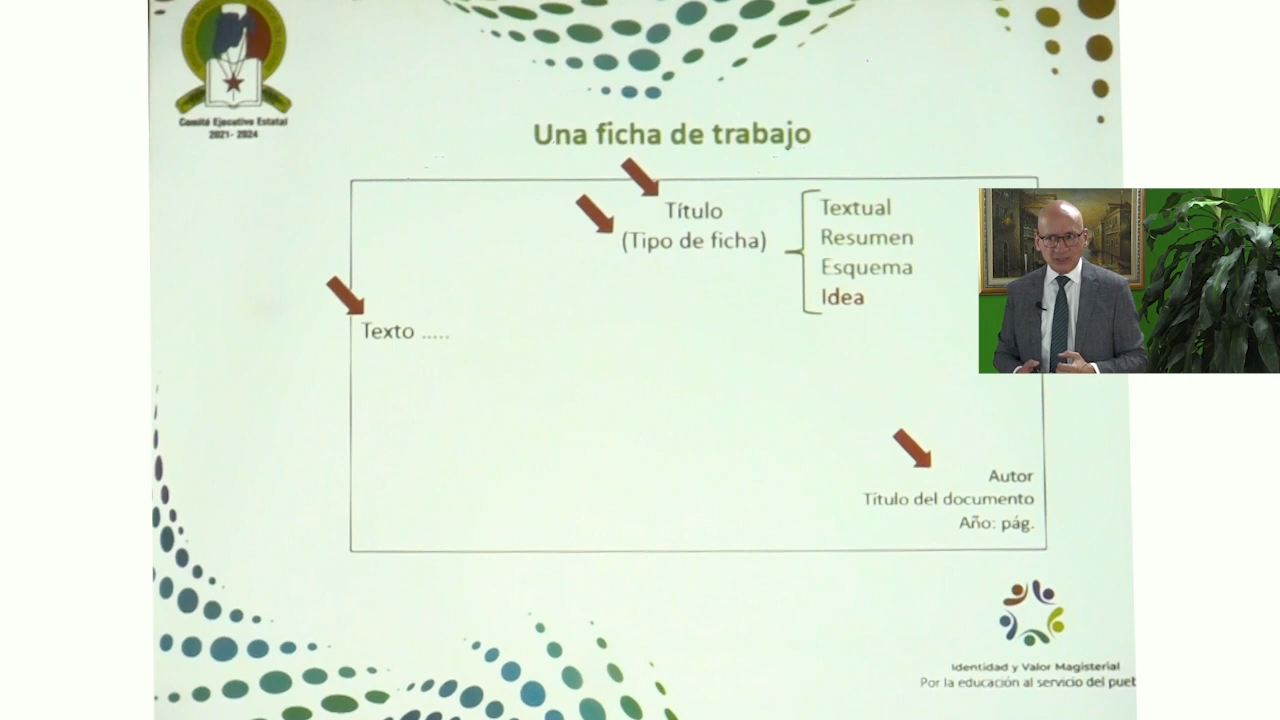 Comité Ejecutivo Estatal
2021- 2024
Una ficha de trabajo
Título
(Tipo de ficha)
Textual
Resumen
Esquema
Idea
Texto .....
Autor
Título del documento
Año: pág.
Identidad y Valor Magisterial
Por la educación al servicio del pueb